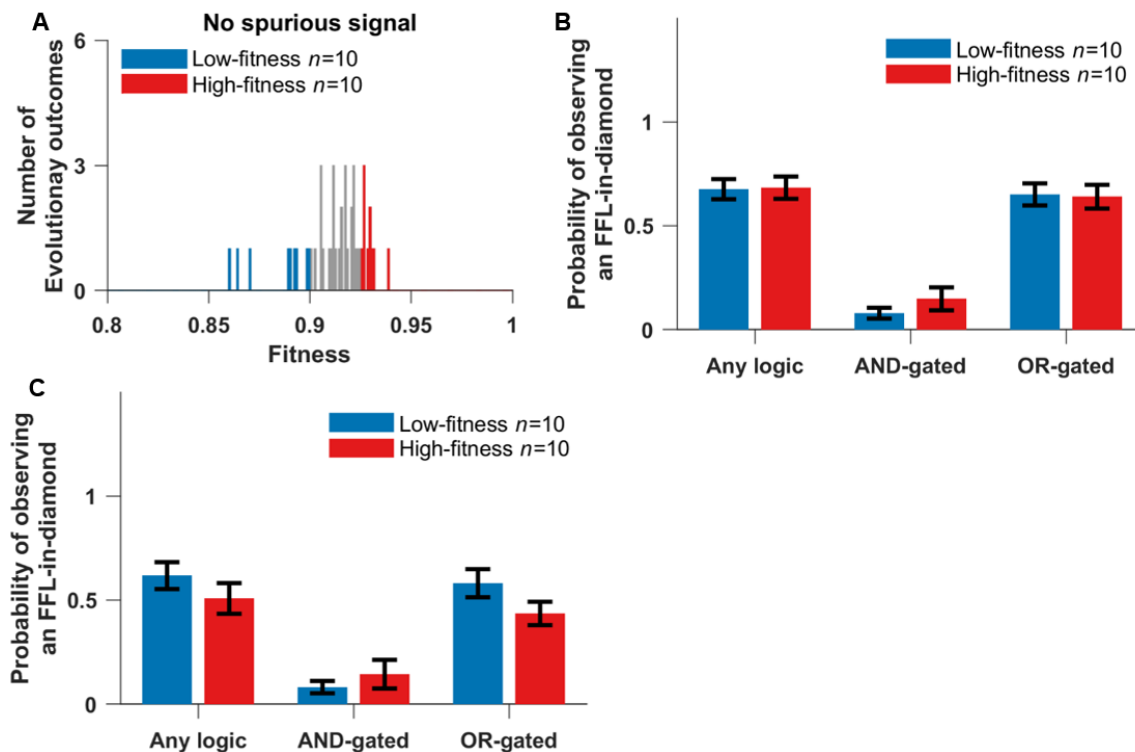 A
No spurious signal
Low-fitness n=10
High-fitness n=10
Number of
Evolutionay outcomes
6
3
0
0.8 0.85 0.9 0.95 1
Fitness
B
Low-fitness n=10
High-fitness n=10
Probability of observing
an FFL-in-diamond
1
0.5
0
Any logic AND-gated OR-gated
C
Low-fitness n=10
High-fitness n=10
Probability of observing
an FFL-in-diamond
1
0.5
0
Any logic AND-gated OR-gated